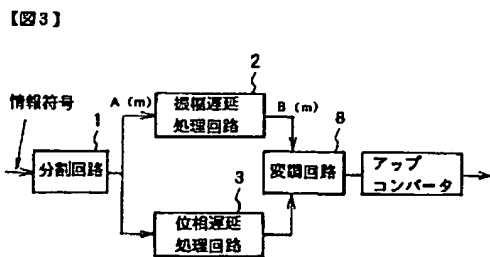 【図3】
情報符号
1
分割回路
A (m)
2
振幅遅延
処理回路
B (m)
3
位相遅延
処理回路
8
変調回路
アップ
コンバータ